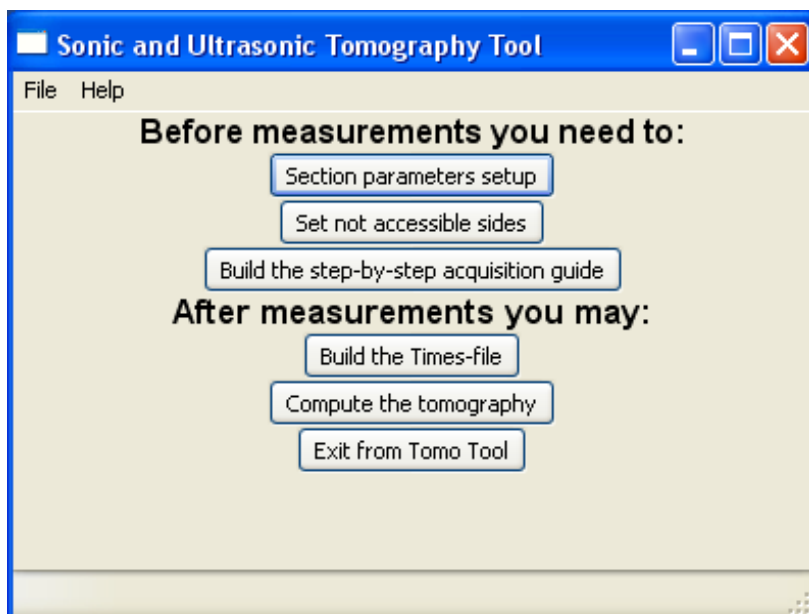 Sonic and Ultrasonic Tomography Tool
File Help
Before measurements you need to:
Section parameters setup
Set not accessible sides
Build the step-by-step acquisition guide
After measurements you may:
Build the Times-file
Compute the tomography
Exit from Tomo Tool